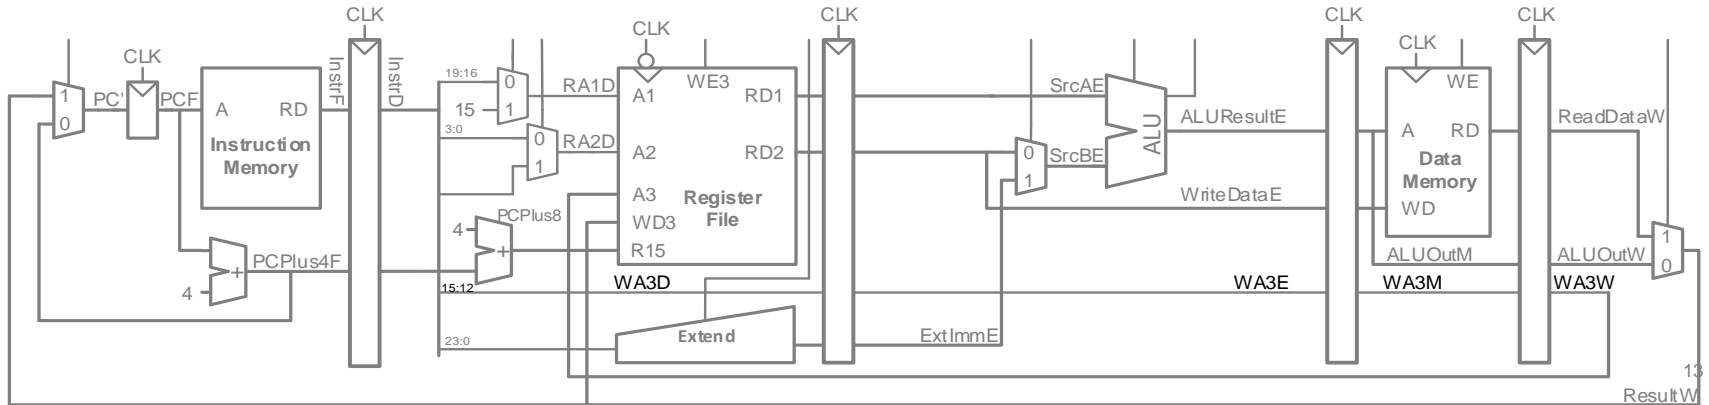 CLK CLK CLK CLK CLK
CLK CLK
19:16 0 WE3 WE
1 PC' PCF A RD InstrF InstrD 15 1 RA1D A1 RD1 SrcAE ALU ALUResultE A RD ReadDataW
0 3:0
Instruction Memory 0 RA2D A2 RD2 0 SrcBE Data Memory
1 1
A3 Register File WriteDataE WD
4 PCPlus8 WD3 1
+ R15 ALUOutM ALUOutW 0
+ PCPlus4F
4 15:12 WA3D WA3E WA3M WA3W
Extend
23:0 ExtImmE
13
ResultW